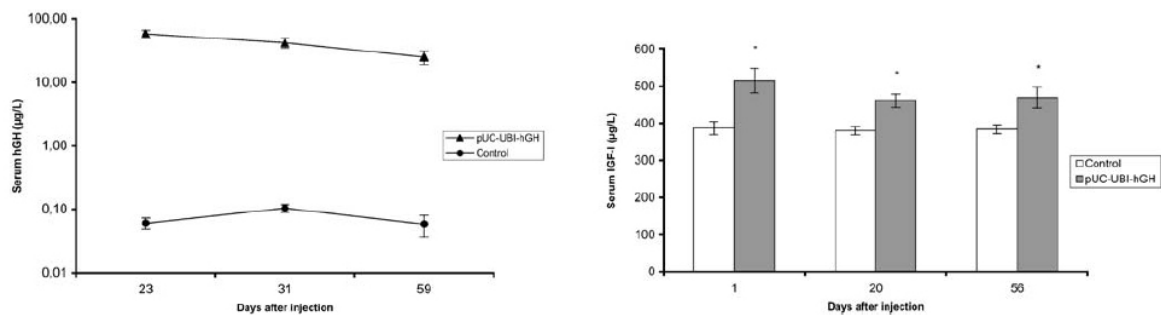 100,00
10,00
1,00
0,10
0,01
Serum hGH (µg/L)
23 31 59
Days after injection
pUC-UBI-hGH
Control
600
500
400
300
200
100
0
Serum IGF-I (µg/L)
* * *
1 20 56
Days after injection
Control
pUC-UBI-hGH